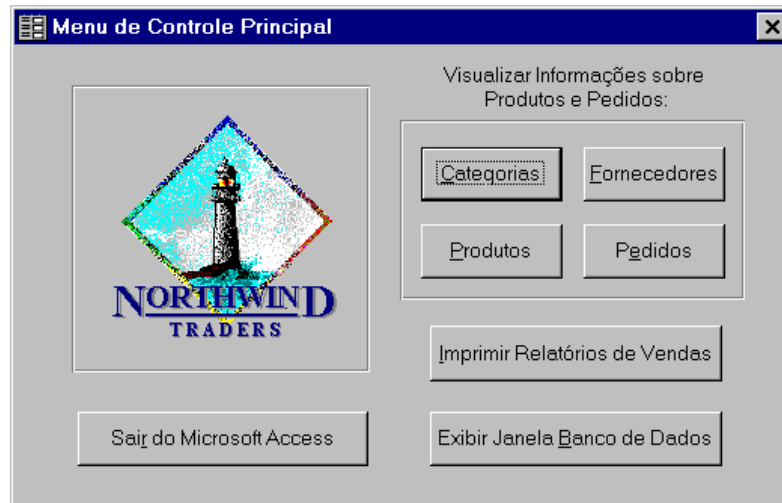 Menu de Controle Principal
Visualizar Informações sobre
Produtos e Pedidos:
Categorias
Fornecedores
Produtos
Pedidos
NORTHWIND
TRADERS
Imprimir Relatórios de Vendas
Sair do Microsoft Access
Exibir Janela Banco de Dados